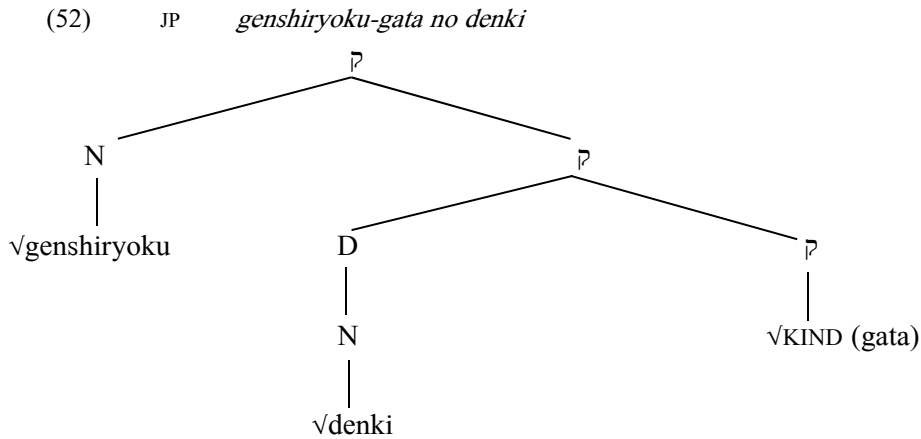 (52) JP genshiryoku-gata no denki
ק
N ק
√genshiryoku D ק
N √KIND (gata)
√denki